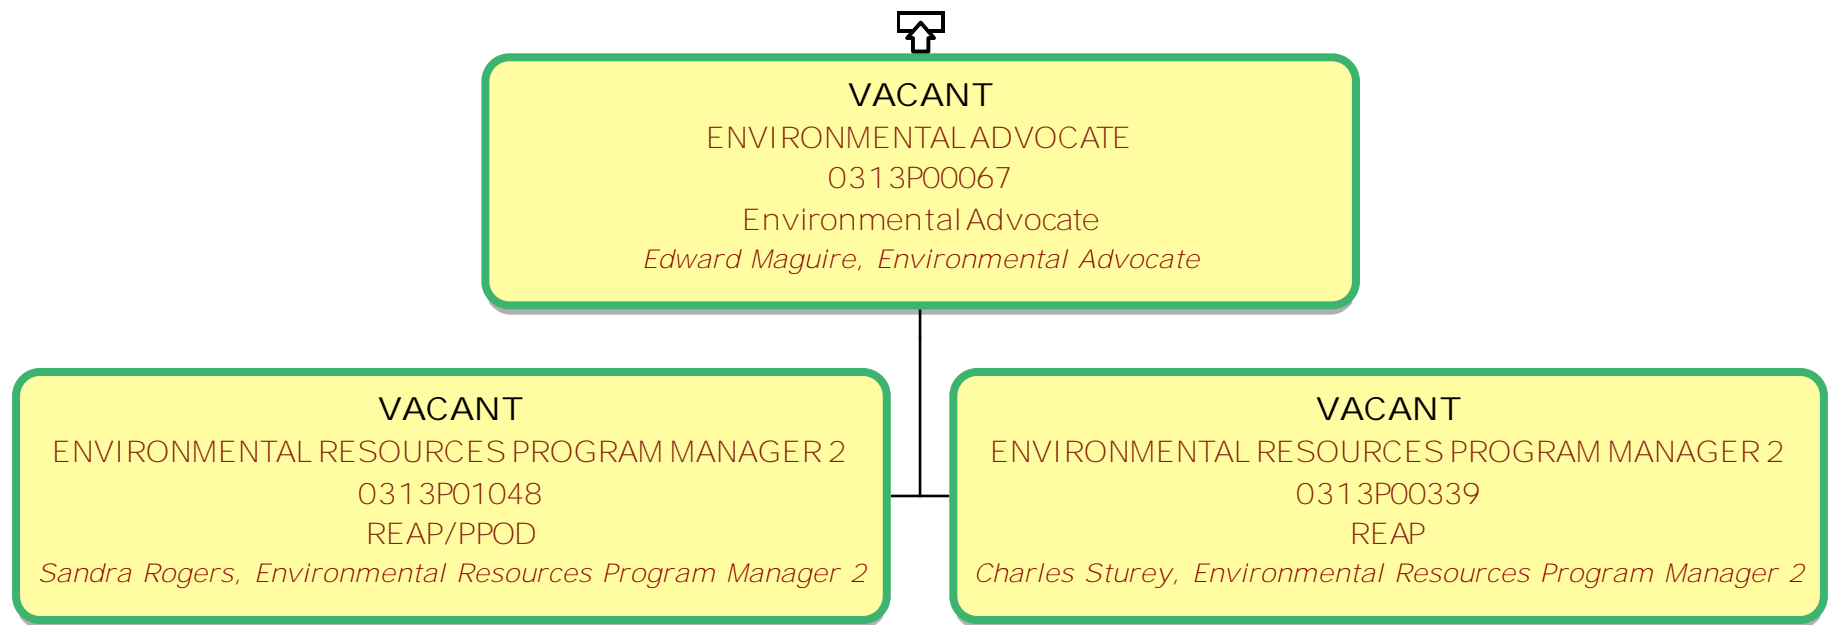 VACANT
ENVIRONMENTAL ADVOCATE
0313P00067
Environmental Advocate
Edward Maguire, Environmental Advocate
VACANT
ENVIRONMENTAL RESOURCES PROGRAM MANAGER 2
0313P01048
REAP/PPOD
Sandra Rogers, Environmental Resources Program Manager 2
VACANT
ENVIRONMENTAL RESOURCES PROGRAM MANAGER 2
0313P00339
REAP
Charles Sturey, Environmental Resources Program Manager 2